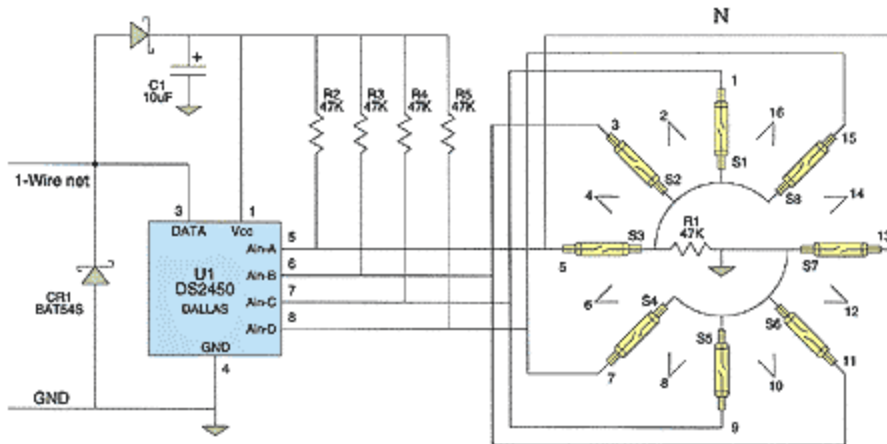 N
+
C1
10uF
R2
47K
R3
47K
R4
47K
R5
47K
1
2
16
3
15
S1
S2
S8
1-Wire net
4
14
3
1
DATA
Vcc
R1
47K
5
Ain-A
S3
13
U1
6
Ain-B
5
S7
DS2450
7
Ain-C
CR1
BAT54S
DALLAS
8
Ain-D
6
S4
S5
S6
12
GND
4
7
8
10
11
GND
9